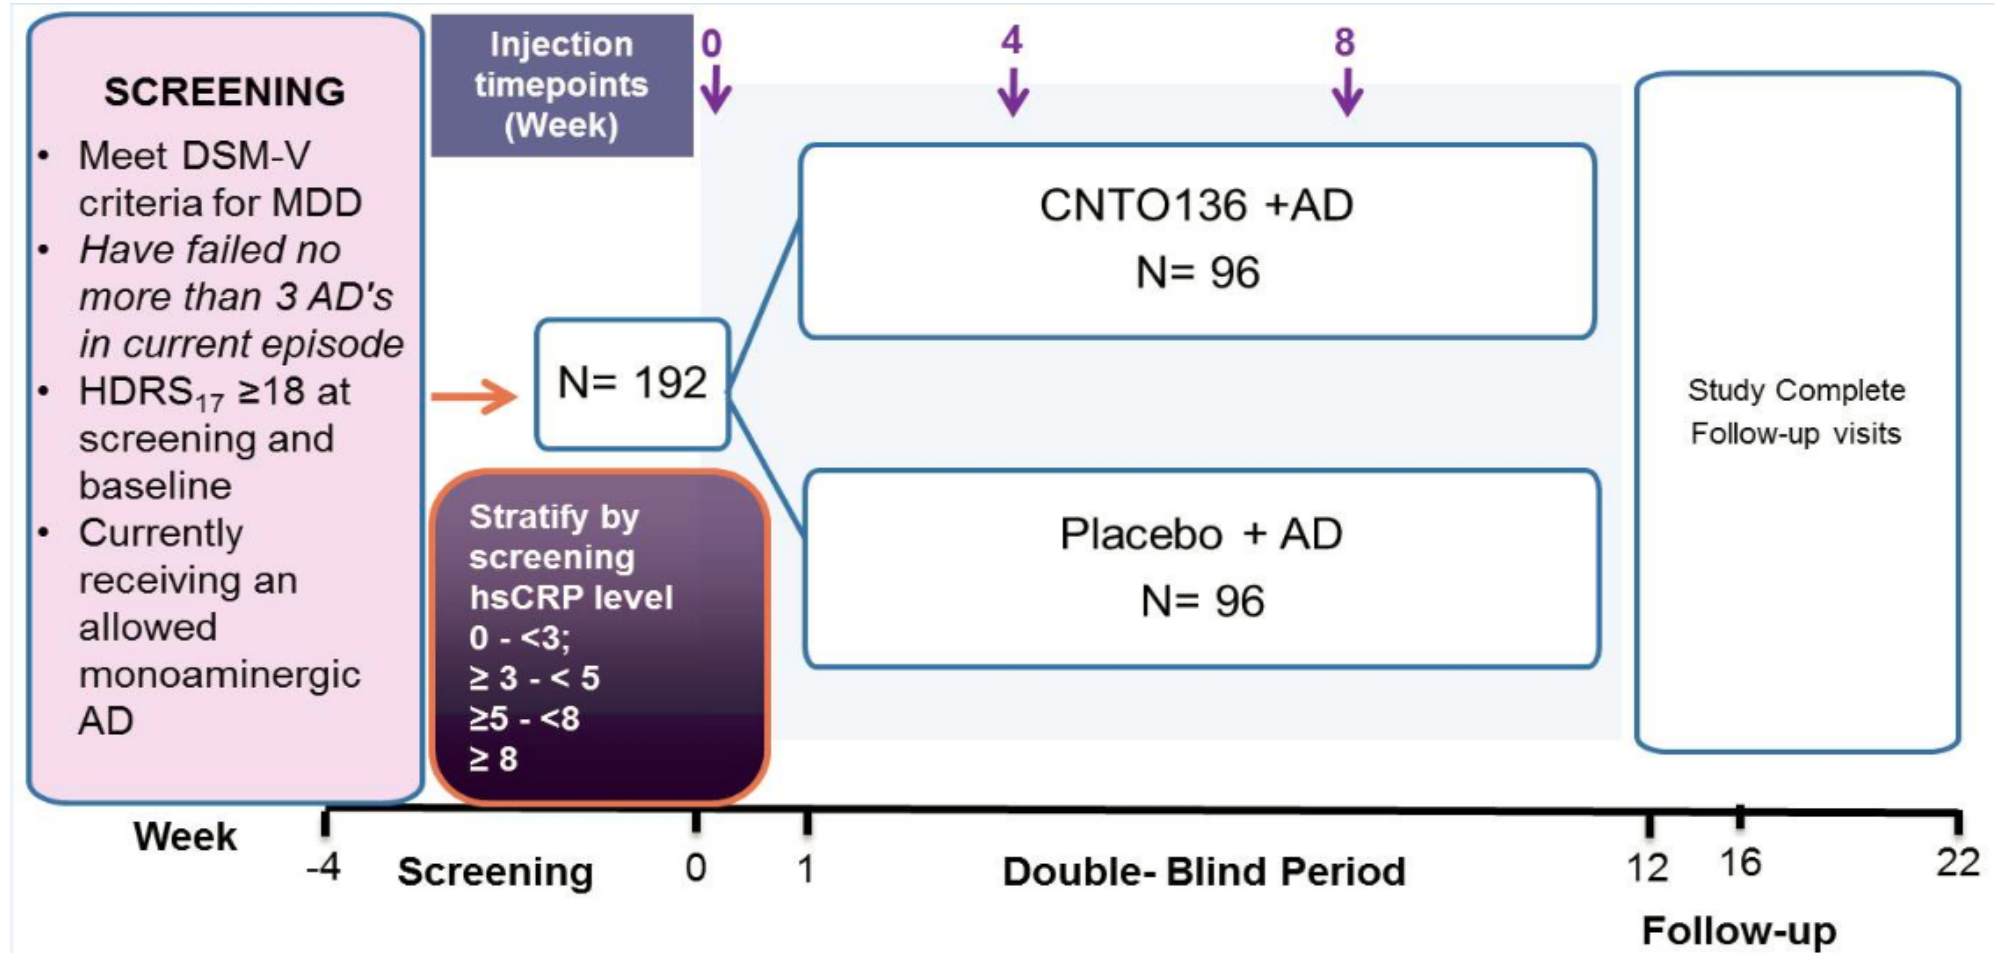 SCREENING
• Meet DSM-V
criteria for MDD
• Have failed no
more than 3 AD's
in current episode
• HDRS₁₇ ≥18 at
screening and
baseline
• Currently
receiving an
allowed
monoaminergic
AD
Injection
timepoints
(Week)
0 4 8
N= 192
Stratify by
screening
hsCRP level
0 - <3;
≥ 3 - < 5
≥5 - <8
≥ 8
CNTO136 +AD
N= 96
Placebo + AD
N= 96
Study Complete
Follow-up visits
Week
-4 0 1 12 16 22
Screening Double- Blind Period
Follow-up